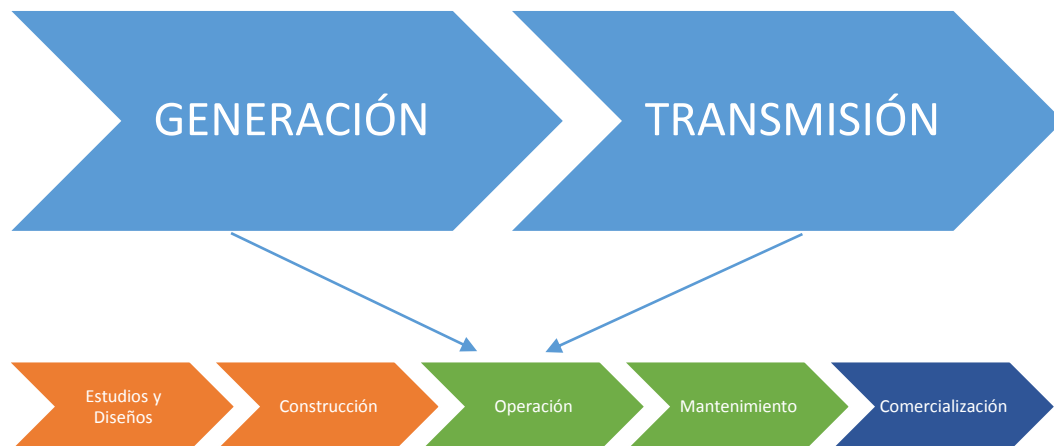 GENERACIÓN
TRANSMISIÓN
Estudios y
Diseños
Construcción
Operación
Mantenimiento
Comercialización